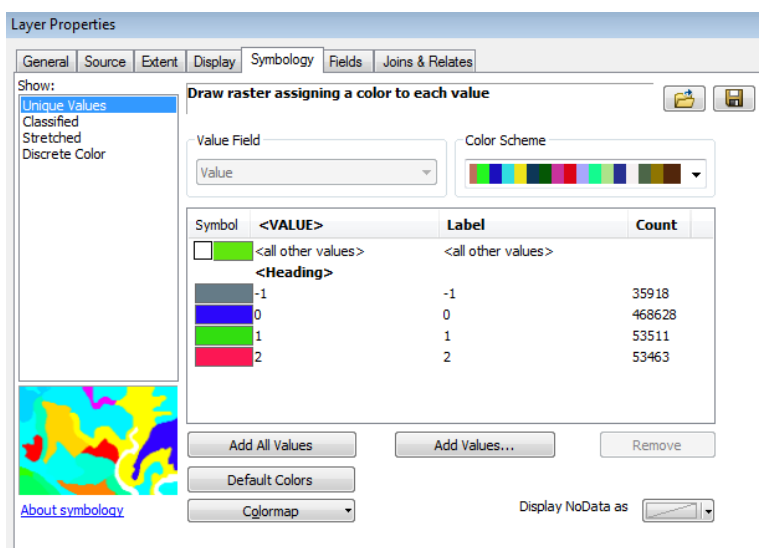 Layer Properties
General Source Extent Display Symbology Fields Joins & Relates
Show:
Unique Values
Classified
Stretched
Discrete Color
Draw raster assigning a color to each value
Value Field
Value
Color Scheme
Symbol <VALUE> Label Count
<all other values> <all other values>
<Heading>
-1 -1 35918
0 0 468628
1 1 53511
2 2 53463
Add All Values Add Values... Remove
Default Colors
About symbology
Colormap
Display NoData as